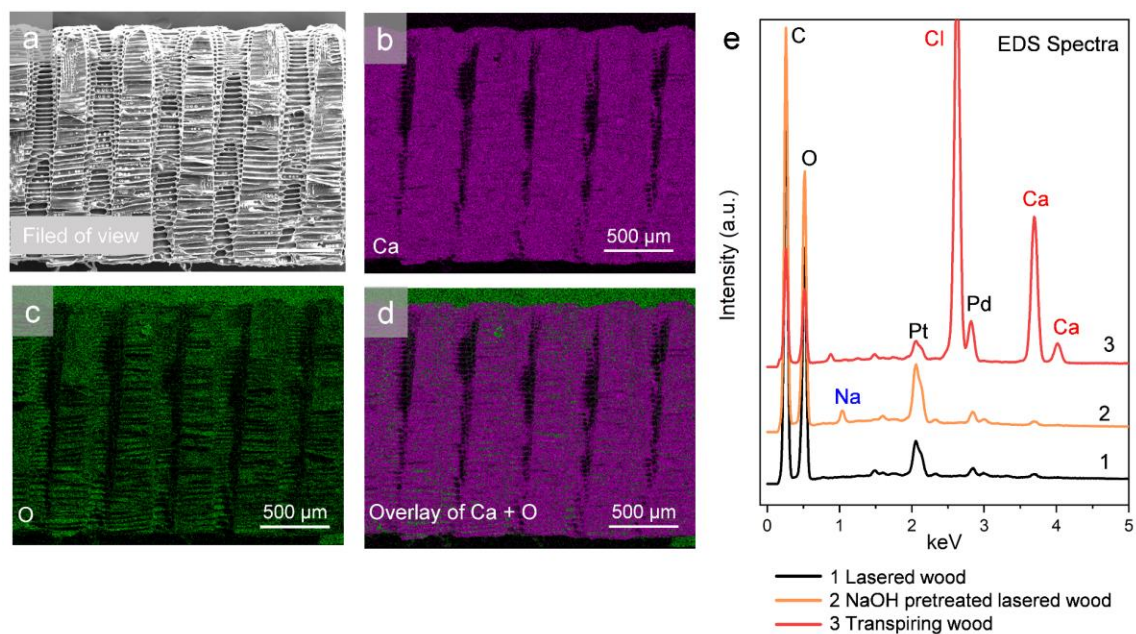 a
Filed of view
b
Ca
500 μm
c
O
500 μm
d
Overlay of Ca + O
500 μm
e
EDS Spectra
C
O
Na
Pt
Cl
Pd
Ca
Ca
3
2
1
Intensity (a.u.)
0 1 2 3 4 5
keV
1 Lasered wood
2 NaOH pretreated lasered wood
3 Transpiring wood